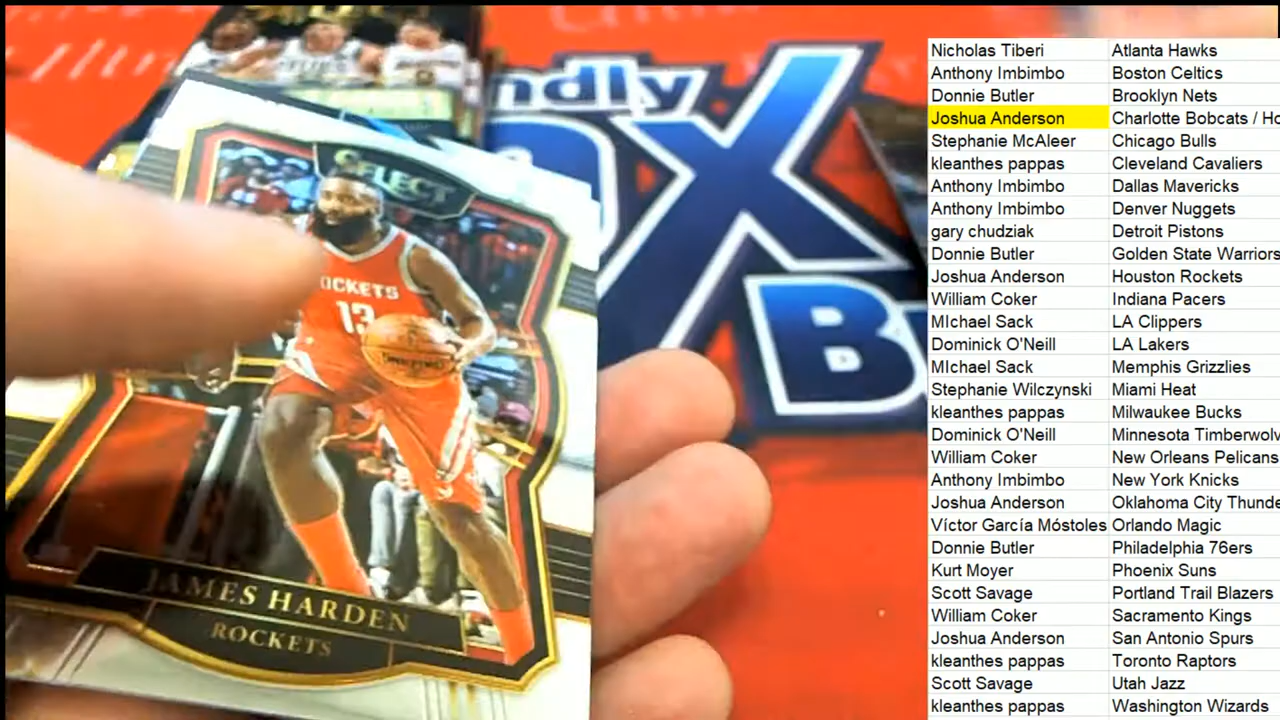 ndly
X
B
SELECT
ROCKETS
13
JAMES HARDEN
ROCKETS
Nicholas Tiberi Atlanta Hawks
Anthony Imbimbo Boston Celtics
Donnie Butler Brooklyn Nets
Joshua Anderson Charlotte Bobcats / Ho
Stephanie McAleer Chicago Bulls
kleanthes pappas Cleveland Cavaliers
Anthony Imbimbo Dallas Mavericks
Anthony Imbimbo Denver Nuggets
gary chudziak Detroit Pistons
Donnie Butler Golden State Warriors
Joshua Anderson Houston Rockets
William Coker Indiana Pacers
MIchael Sack LA Clippers
Dominick O'Neill LA Lakers
MIchael Sack Memphis Grizzlies
Stephanie Wilczynski Miami Heat
kleanthes pappas Milwaukee Bucks
Dominick O'Neill Minnesota Timberwolv
William Coker New Orleans Pelicans
Anthony Imbimbo New York Knicks
Joshua Anderson Oklahoma City Thunde
Víctor García Móstoles Orlando Magic
Donnie Butler Philadelphia 76ers
Kurt Moyer Phoenix Suns
Scott Savage Portland Trail Blazers
William Coker Sacramento Kings
Joshua Anderson San Antonio Spurs
kleanthes pappas Toronto Raptors
Scott Savage Utah Jazz
kleanthes pappas Washington Wizards